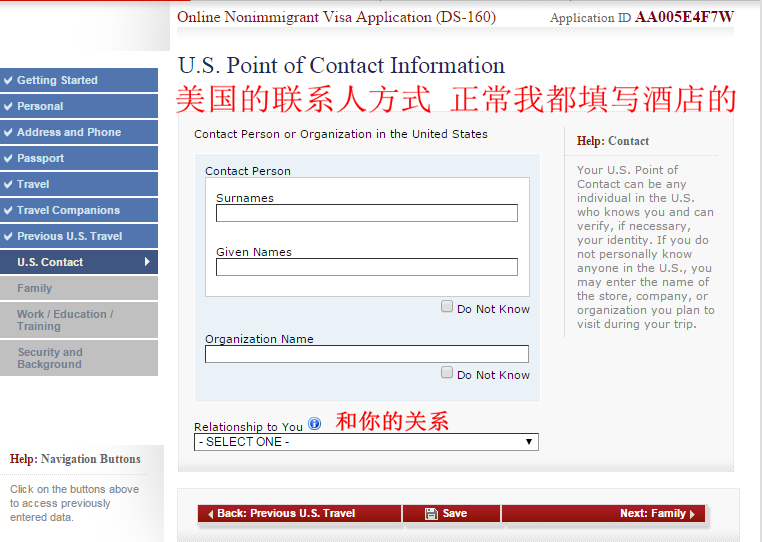 Online Nonimmigrant Visa Application (DS-160)
Application ID AA005E4F7W
U.S. Point of Contact Information
美国的联系人方式 正常我都填写酒店的
Getting Started
Personal
Address and Phone
Passport
Travel
Travel Companions
Previous U.S. Travel
U.S. Contact
Family
Work / Education /
Training
Security and
Background
Help: Navigation Buttons
Click on the buttons above
to access previously
entered data.
Contact Person or Organization in the United States
Contact Person
Surnames
Given Names
Do Not Know
Organization Name
Do Not Know
Relationship to You 和你的关系
- SELECT ONE -
Help: Contact
Your U.S. Point of
Contact can be any
individual in the U.S.
who knows you and can
verify, if necessary,
your identity. If you do
not personally know
anyone in the U.S., you
may enter the name of
the store, company, or
organization you plan to
visit during your trip.
Back: Previous U.S. Travel
Save
Next: Family